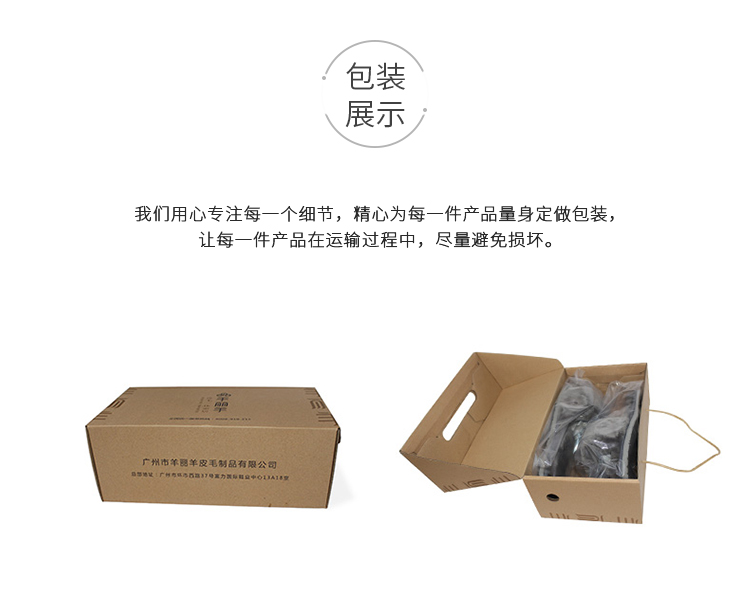 包装
展示
我们用心专注每一个细节，精心为每一件产品量身定做包装，
让每一件产品在运输过程中，尽量避免损坏。
广州市羊丽羊皮毛制品有限公司